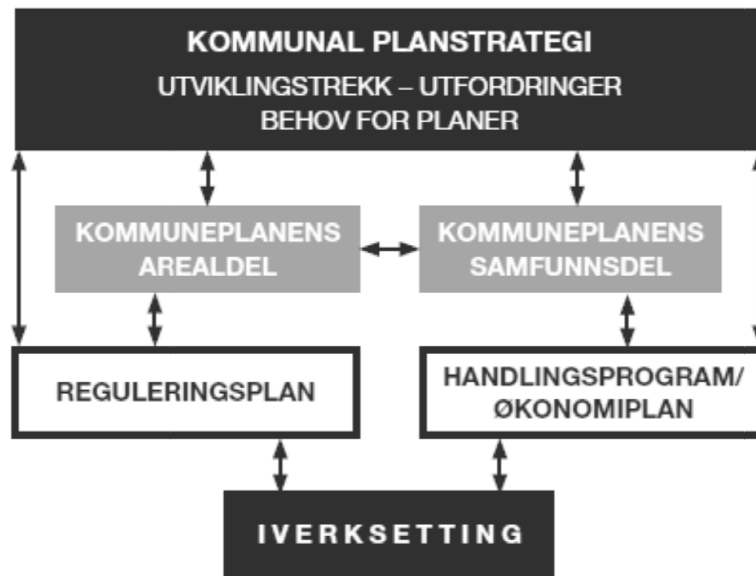 KOMMUNAL PLANSTRATEGI
UTVIKLINGSTREKK – UTFORDRINGER
BEHOV FOR PLANER
KOMMUNEPLANENS
AREALDEL
KOMMUNEPLANENS
SAMFUNNSDEL
REGULERINGSPLAN
HANDLINGSPROGRAM/
ØKONOMIPLAN
IVERKSETTING